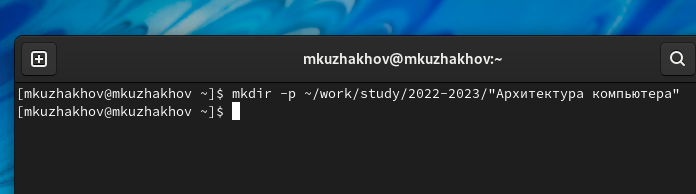 mkuzhakhov@mkuzhakhov:~
[mkuzhakhov@mkuzhakhov ~]$ mkdir -p ~/work/study/2022-2023/"Архитектура компьютера"
[mkuzhakhov@mkuzhakhov ~]$